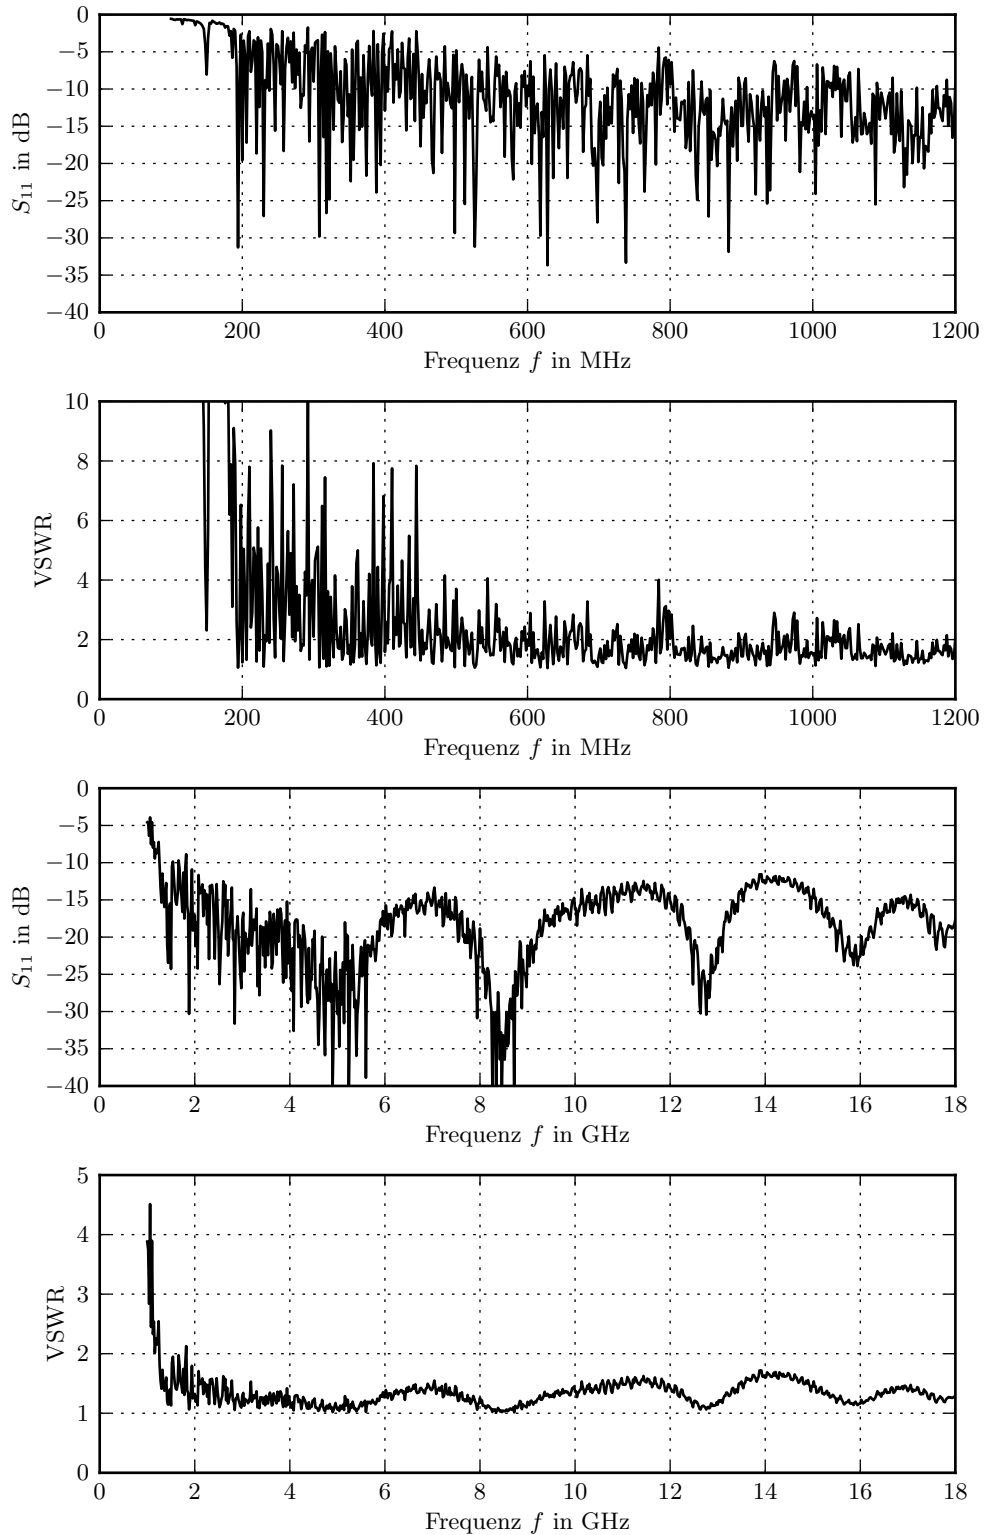 0
−5
−10
−15
−20
−25
−30
−35
−40
S₁₁ in dB
0 200 400 600 800 1000 1200
Frequenz f in MHz
10
8
6
4
2
0
VSWR
0 200 400 600 800 1000 1200
Frequenz f in MHz
0
−5
−10
−15
−20
−25
−30
−35
−40
S₁₁ in dB
0 2 4 6 8 10 12 14 16 18
Frequenz f in GHz
5
4
3
2
1
0
VSWR
0 2 4 6 8 10 12 14 16 18
Frequenz f in GHz